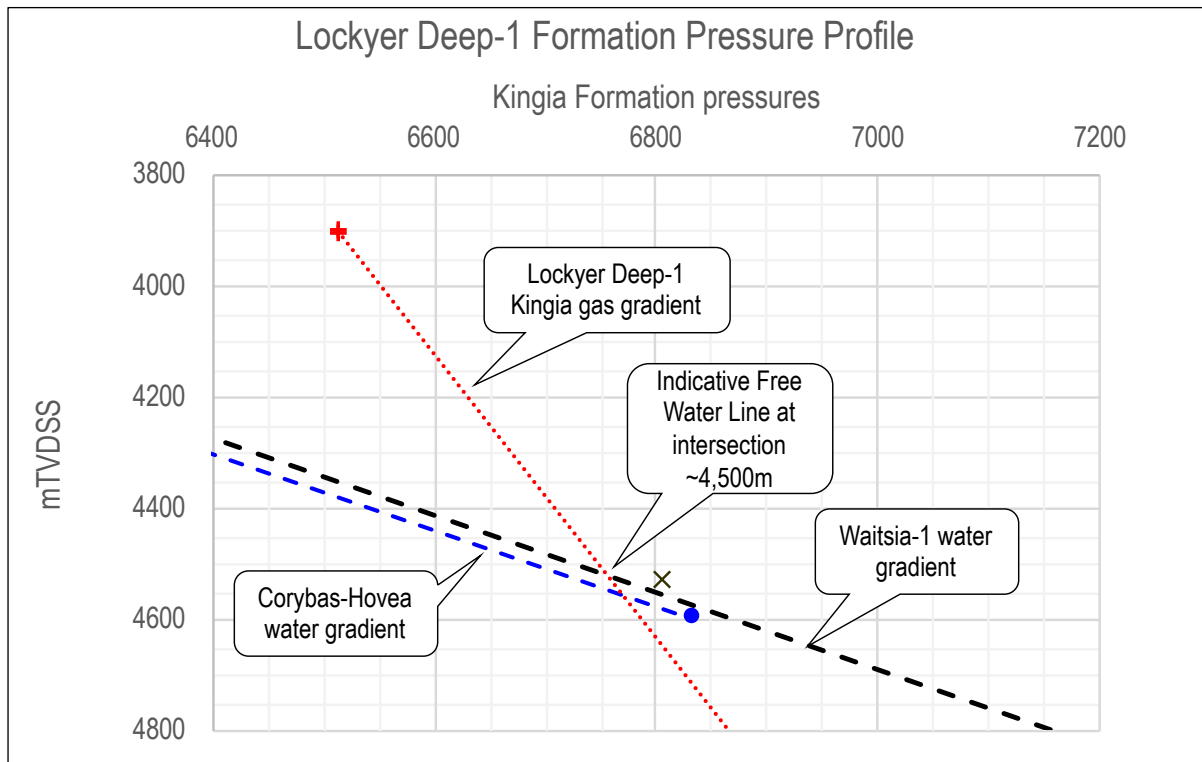 Lockyer Deep-1 Formation Pressure Profile
Kingia Formation pressures
6400 6600 6800 7000 7200
3800
4000
4200
4400
4600
4800
mTVDSS
Lockyer Deep-1
Kingia gas gradient
Indicative Free
Water Line at
intersection
~4,500m
Waitsia-1 water
gradient
Corybas-Hovea
water gradient